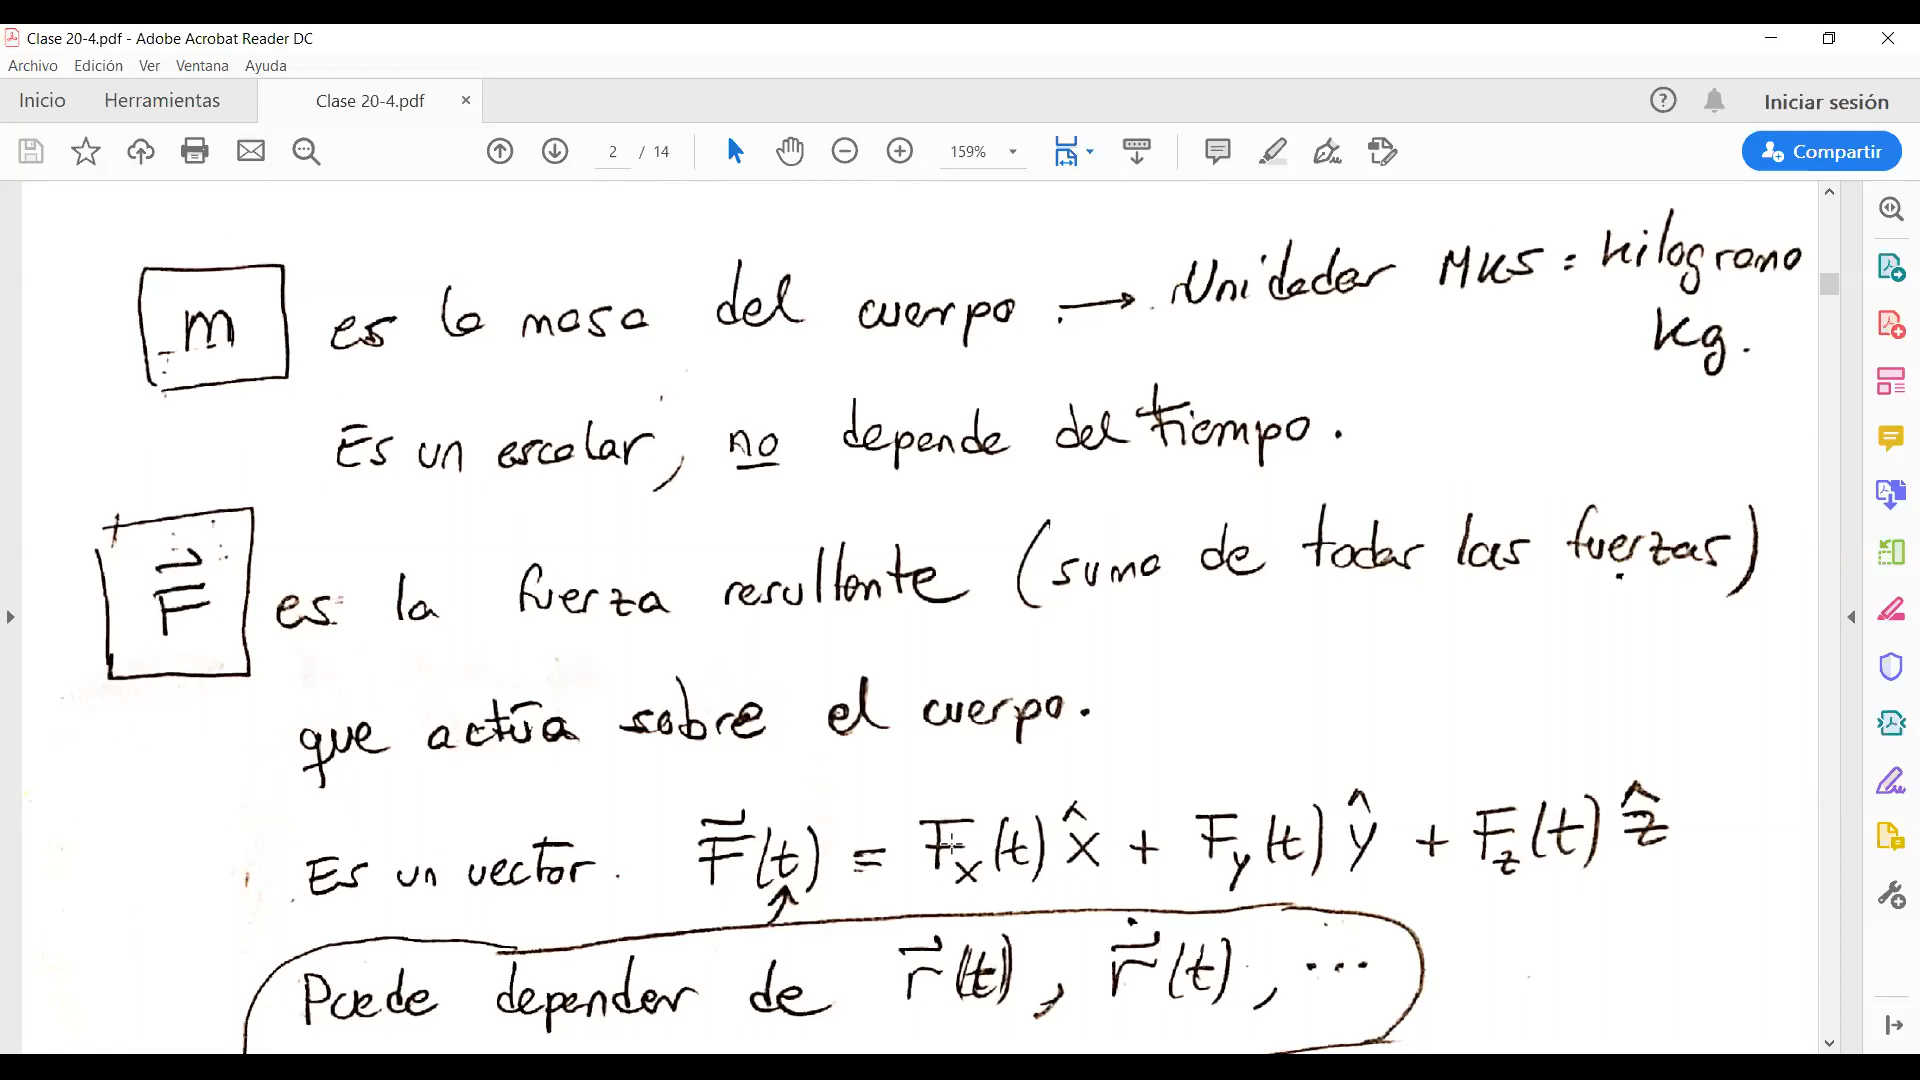 Clase 20-4.pdf - Adobe Acrobat Reader DC
Archivo Edición Ver Ventana Ayuda
Inicio Herramientas Clase 20-4.pdf × Iniciar sesión
2 / 14 159% Compartir
m es la masa del cuerpo → Unidades MKS = kilogramo
kg.
Es un escalar, no depende del tiempo.
F⃗ es la fuerza resultante (suma de todas las fuerzas)
que actúa sobre el cuerpo.
Es un vector. F⃗(t) = Fₓ(t) x̂ + F_y(t) ŷ + F_z(t) ẑ
Puede depender de r⃗(t), ṙ⃗(t), ...